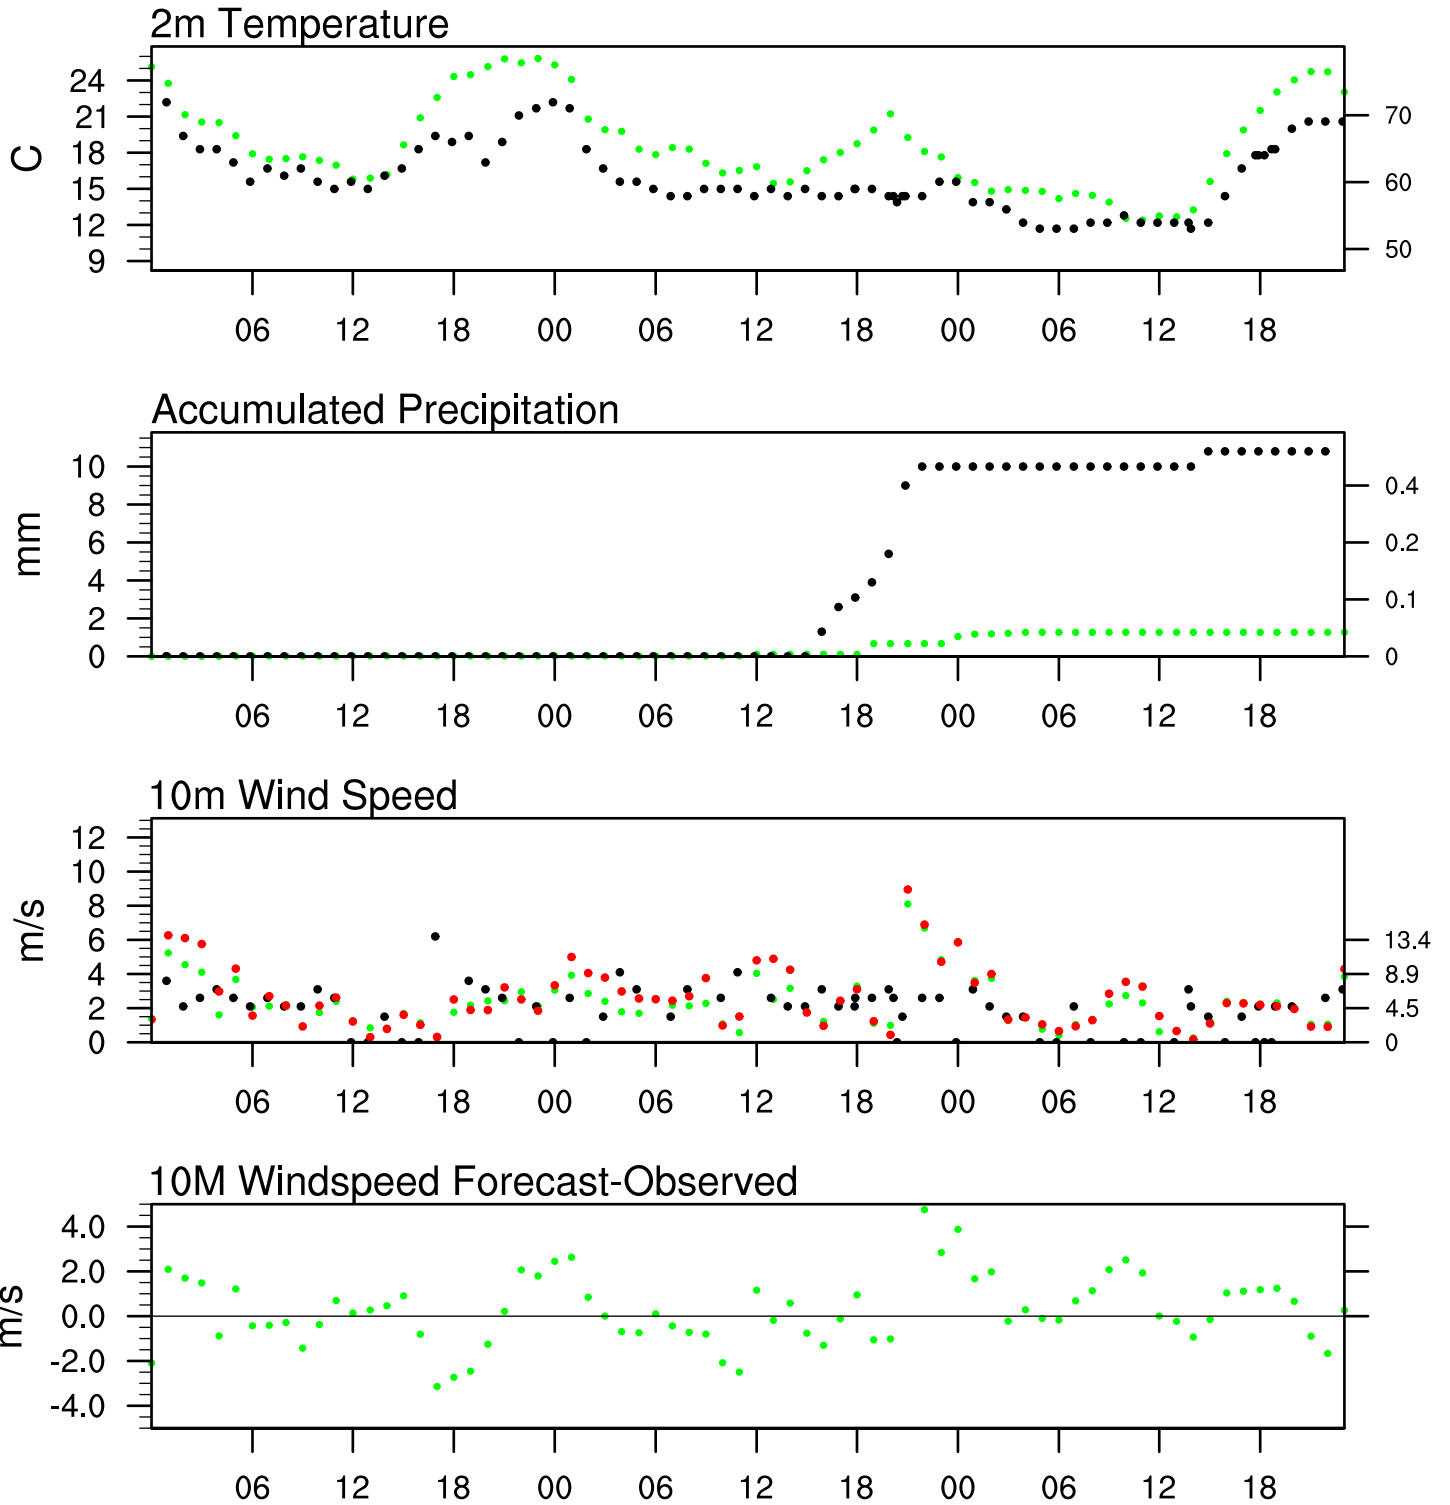 2m Temperature
C
24
21
18
15
12
9
70
60
50
06 12 18 00 06 12 18 00 06 12 18
Accumulated Precipitation
mm
10
8
6
4
2
0
0.4
0.2
0.1
0
06 12 18 00 06 12 18 00 06 12 18
10m Wind Speed
m/s
12
10
8
6
4
2
0
13.4
8.9
4.5
0
06 12 18 00 06 12 18 00 06 12 18
10M Windspeed Forecast-Observed
m/s
4.0
2.0
0.0
-2.0
-4.0
06 12 18 00 06 12 18 00 06 12 18